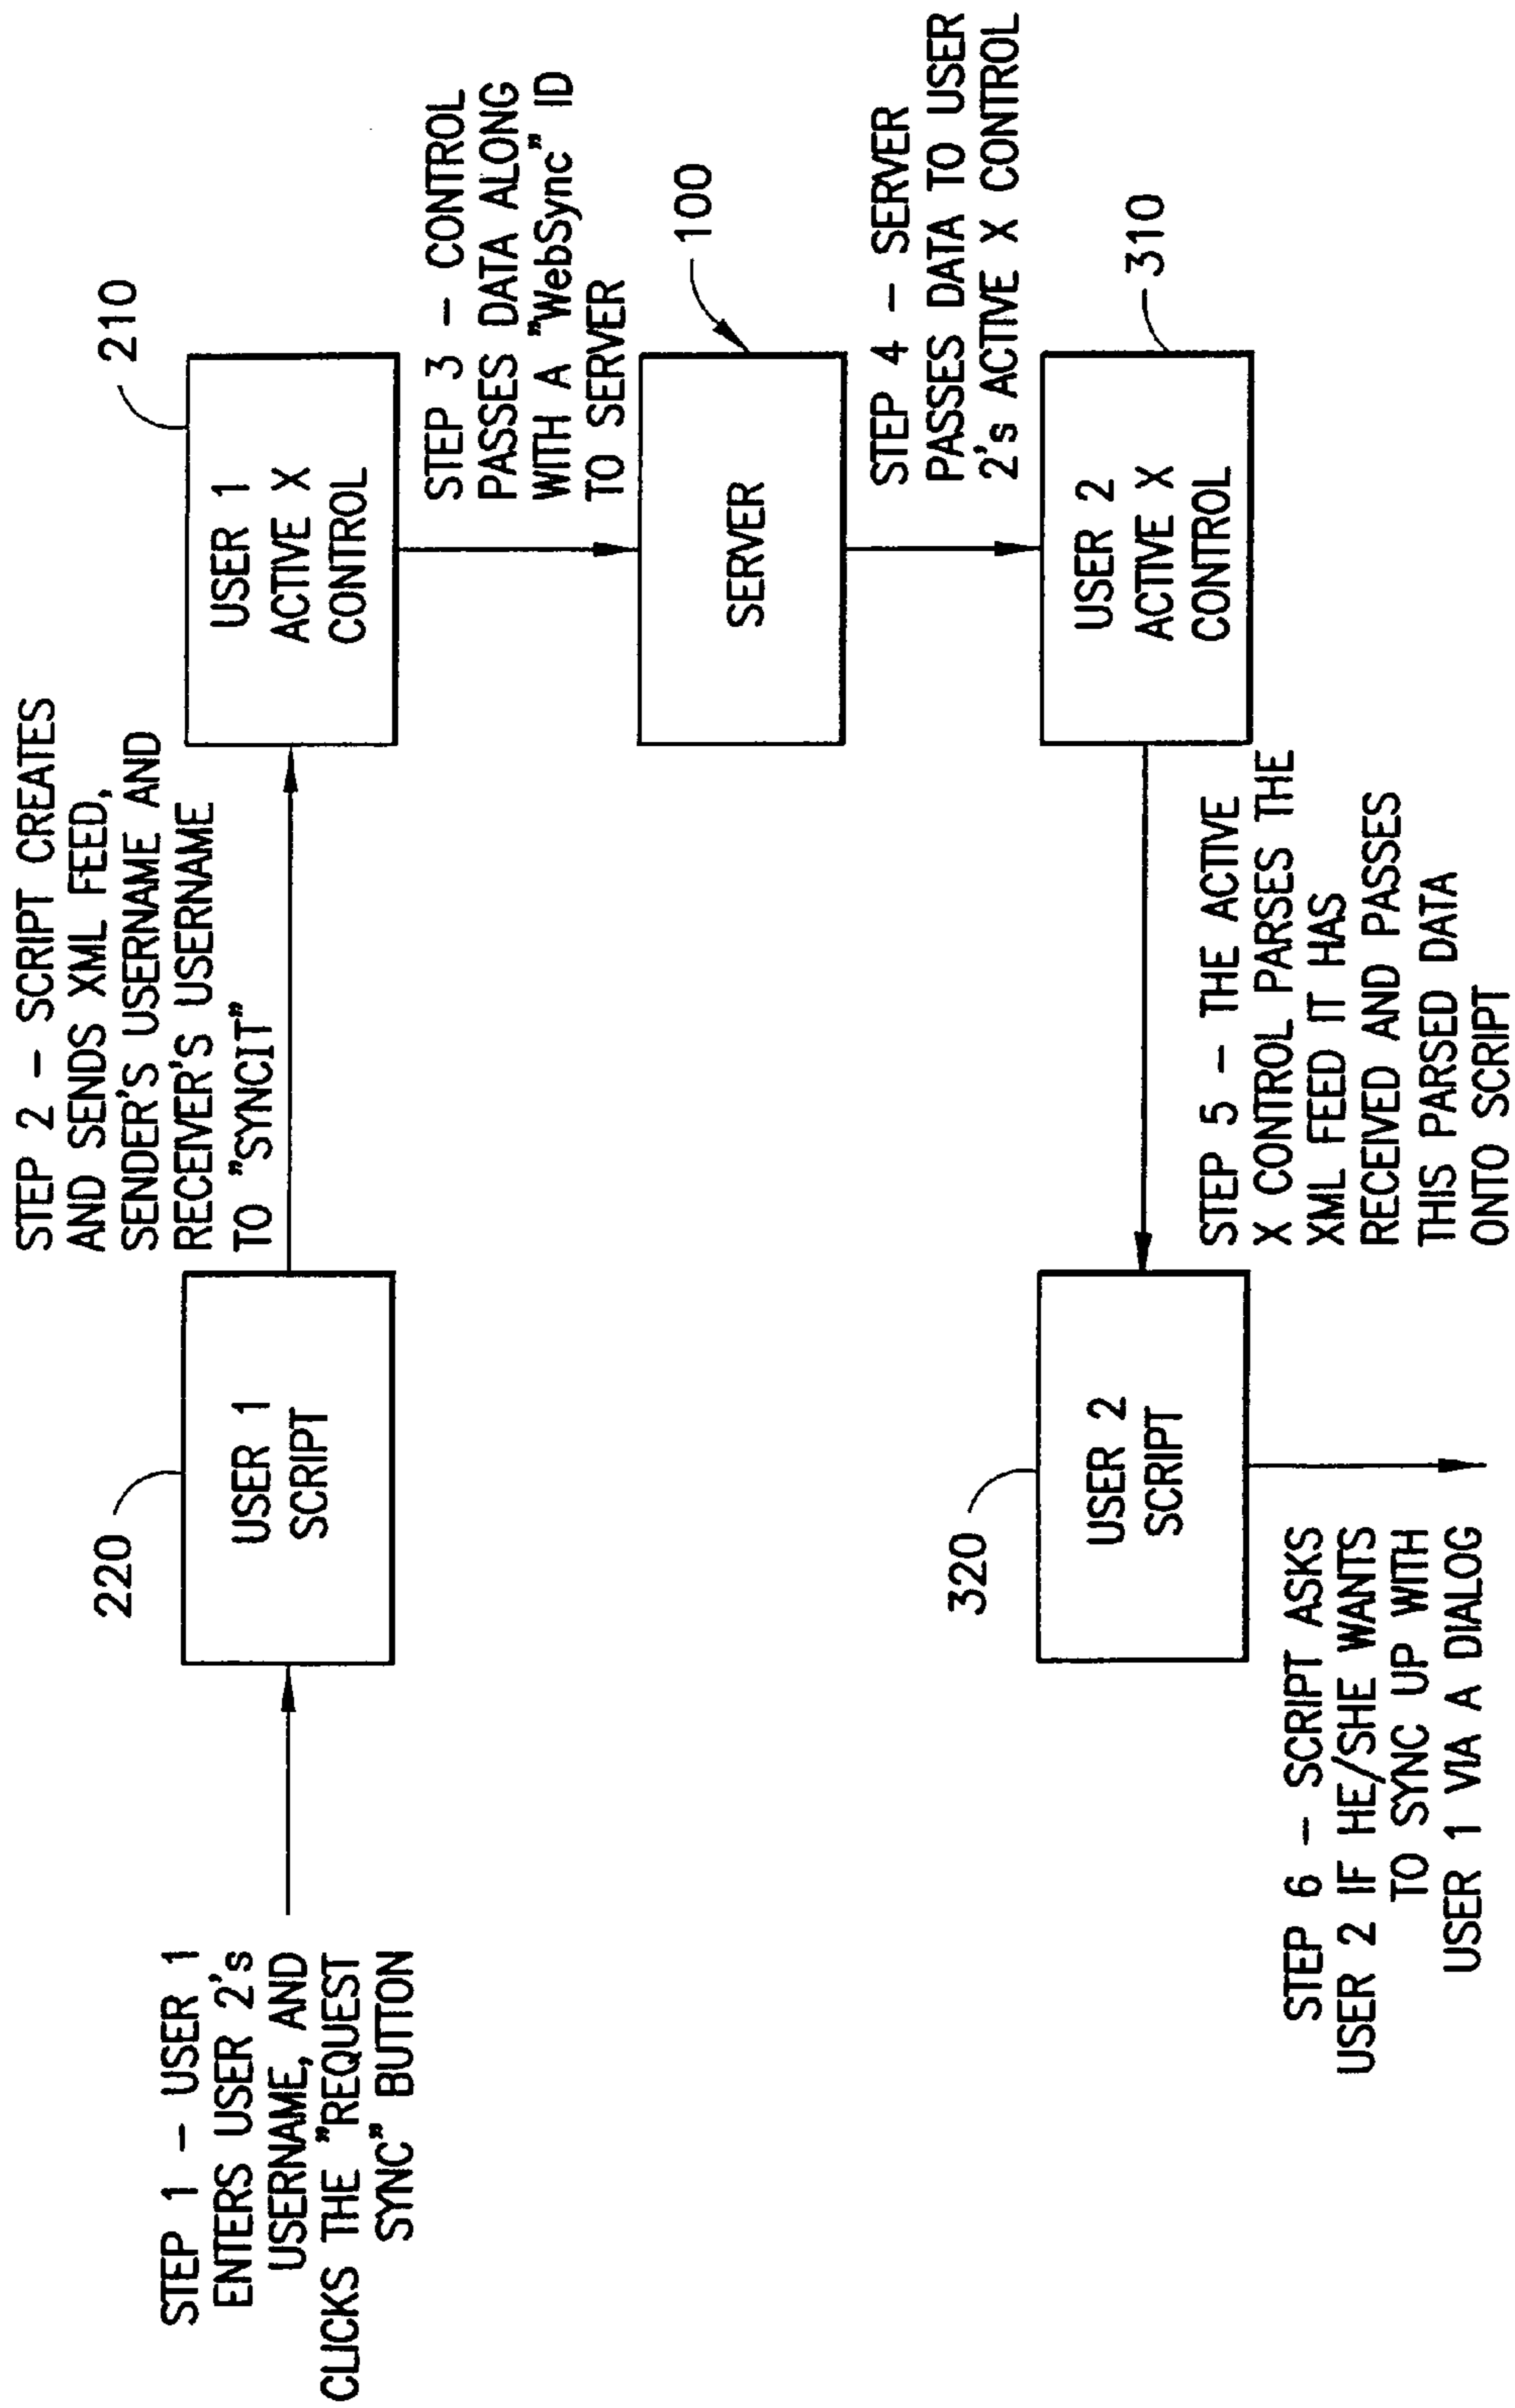 STEP 1 – USER 1
ENTERS USER 2's
USERNAME, AND
CLICKS THE "REQUEST
SYNC" BUTTON
220
USER 1
SCRIPT
STEP 2 – SCRIPT CREATES
AND SENDS XML FEED,
SENDER'S USERNAME AND
RECEIVER'S USERNAME
TO "SYNCIT"
210
USER 1
ACTIVE X
CONTROL
STEP 3 – CONTROL
PASSES DATA ALONG
WITH A "WebSync" ID
TO SERVER
100
SERVER
STEP 4 – SERVER
PASSES DATA TO USER
2's ACTIVE X CONTROL
310
USER 2
ACTIVE X
CONTROL
STEP 5 – THE ACTIVE
X CONTROL PARSES THE
XML FEED IT HAS
RECEIVED AND PASSES
THIS PARSED DATA
ONTO SCRIPT
320
USER 2
SCRIPT
STEP 6 – SCRIPT ASKS
USER 2 IF HE/SHE WANTS
TO SYNC UP WITH
USER 1 VIA A DIALOG